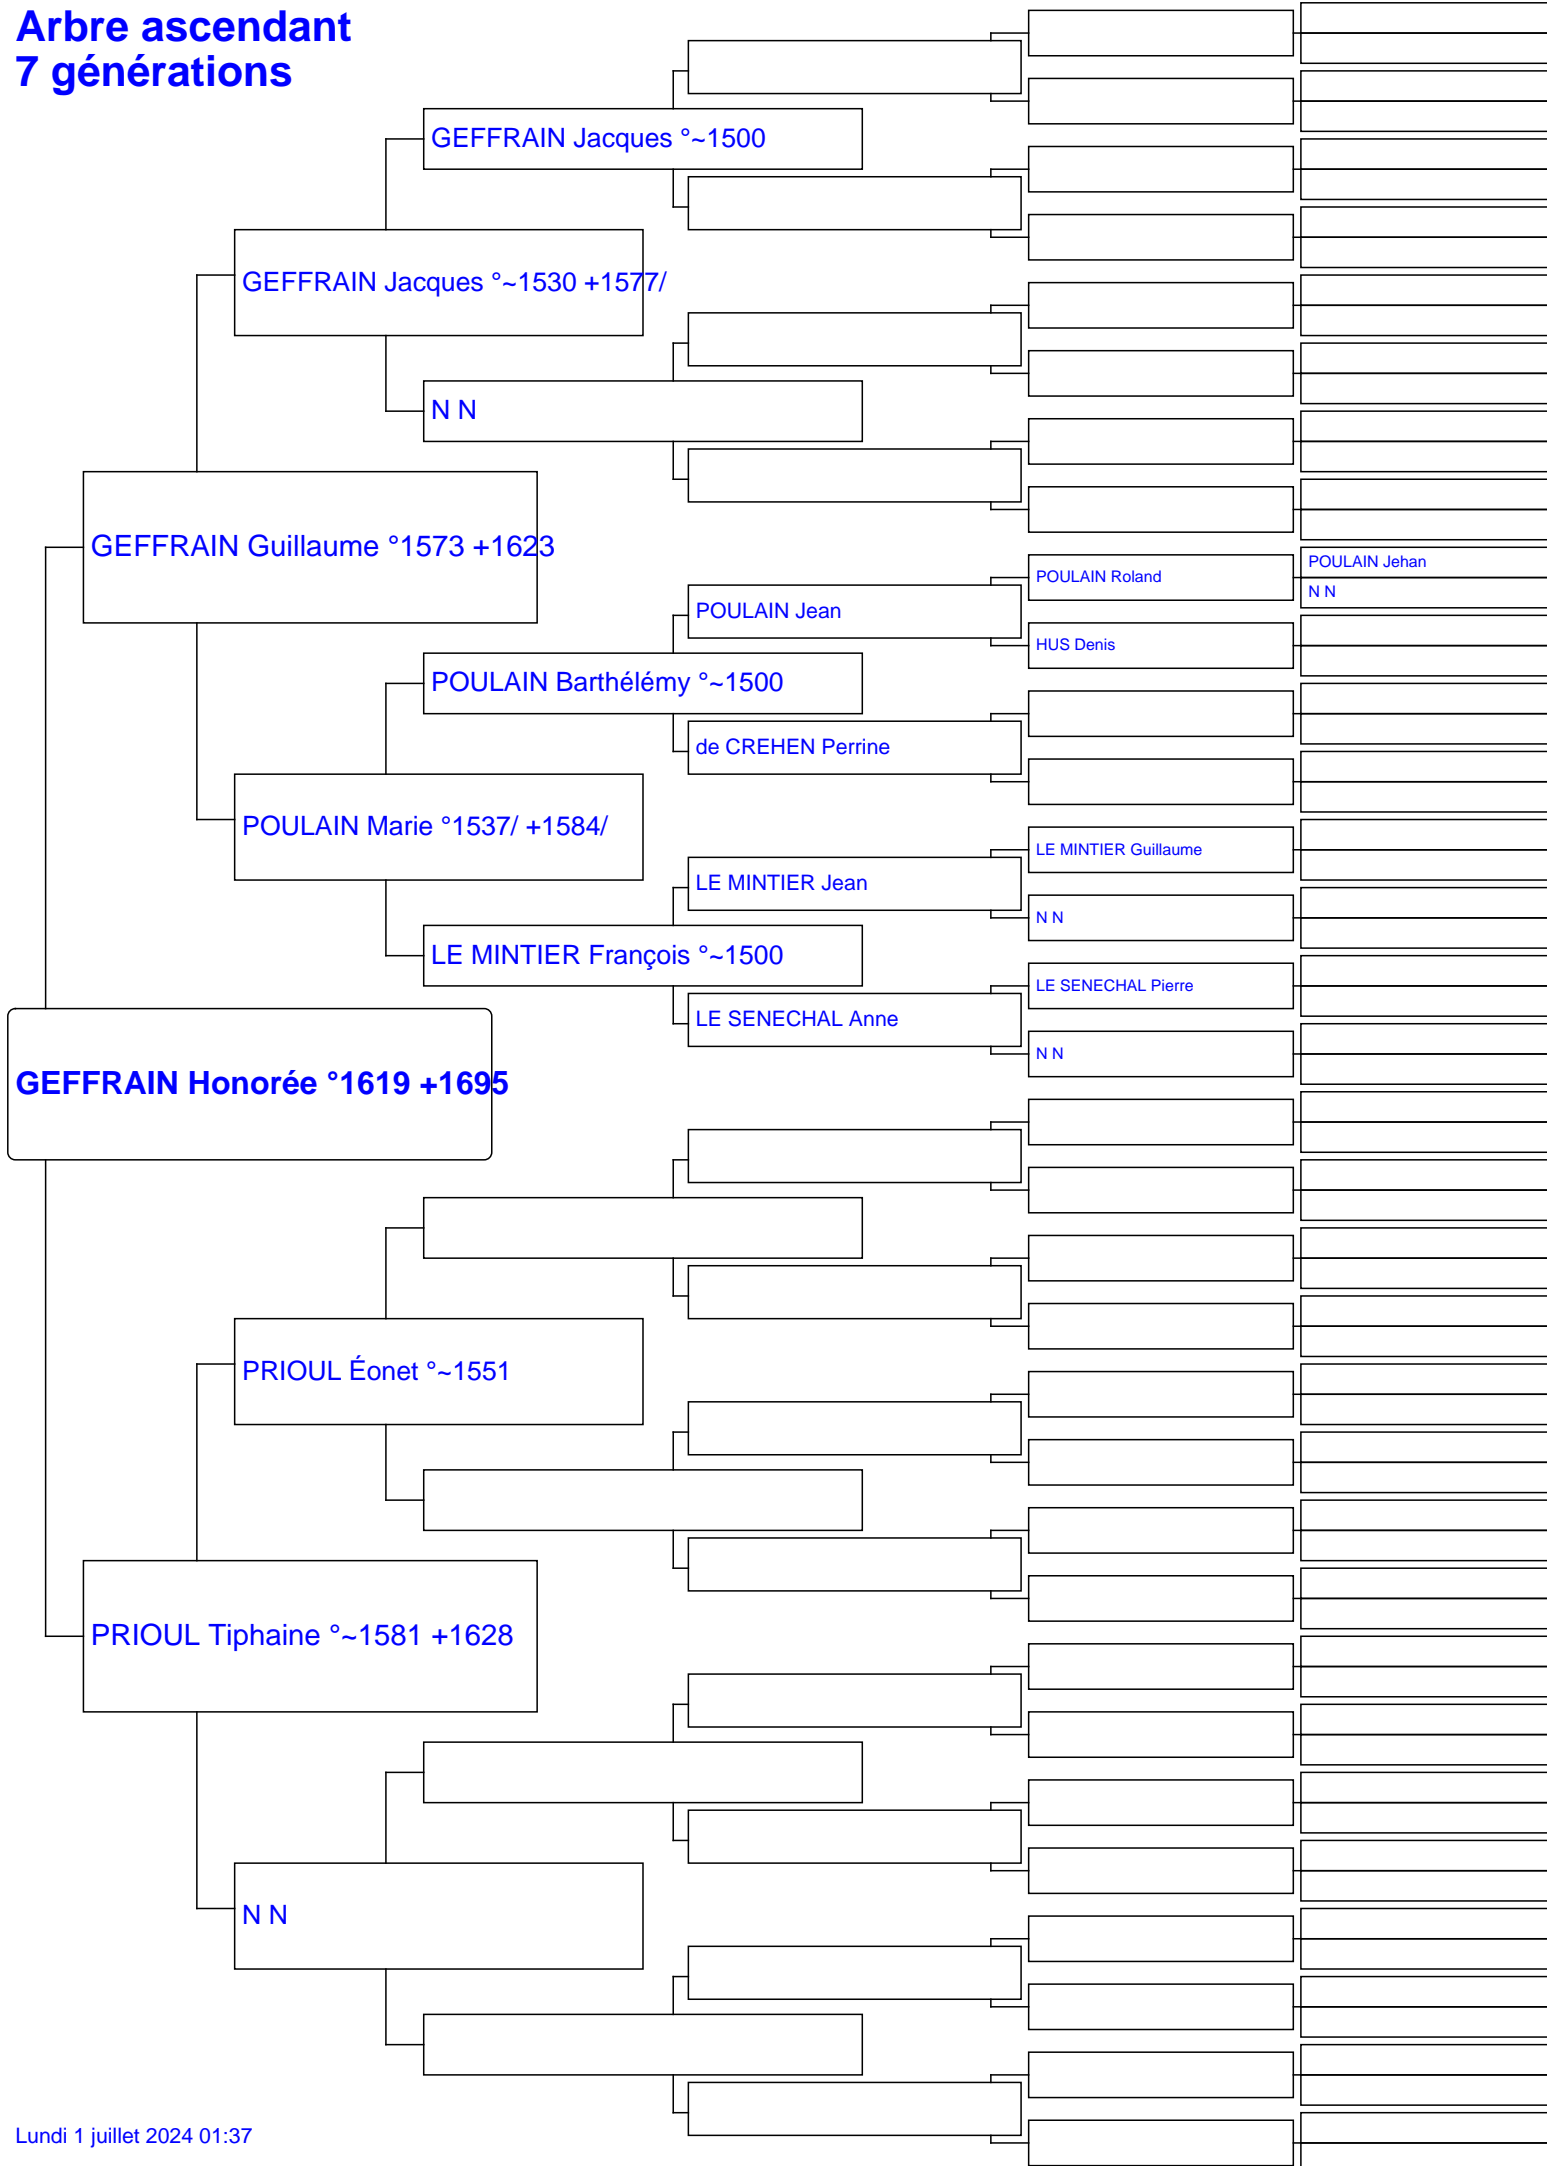 Arbre ascendant
7 générations
GEFFRAIN Jacques °~1500
GEFFRAIN Jacques °~1530 +1577/
N N
GEFFRAIN Guillaume °1573 +1623
POULAIN Jehan
POULAIN Roland
N N
POULAIN Jean
HUS Denis
POULAIN Barthélémy °~1500
de CREHEN Perrine
POULAIN Marie °1537/ +1584/
LE MINTIER Guillaume
LE MINTIER Jean
N N
LE MINTIER François °~1500
LE SENECHAL Pierre
LE SENECHAL Anne
N N
GEFFRAIN Honorée °1619 +1695
PRIOUL Éonet °~1551
PRIOUL Tiphaine °~1581 +1628
N N
Lundi 1 juillet 2024 01:37